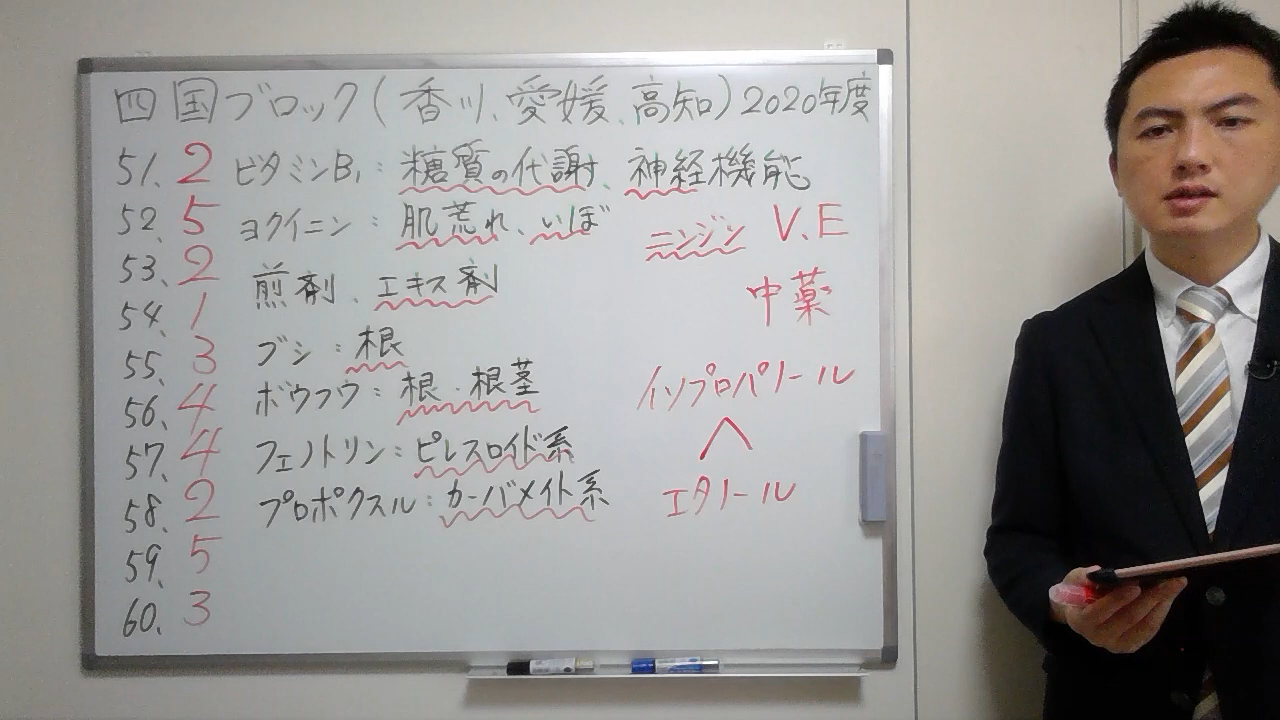 四国ブロック(香川、愛媛、高知)2020年度
51、2 ビタミンB1:糖質の代謝、神経機能
52、5 ヨクイニン:肌荒れ、いぼ ニンジン V.E
53、2 煎剤、エキス剤 中薬
54、1
55、3 ブシ:根
56、4 ボウフウ:根・根茎 イソプロパノール
57、4 フェノトリン:ピレスロイド系 ∧
58、2 プロポクスル:カーバメイト系 エタノール
59、5
60、3